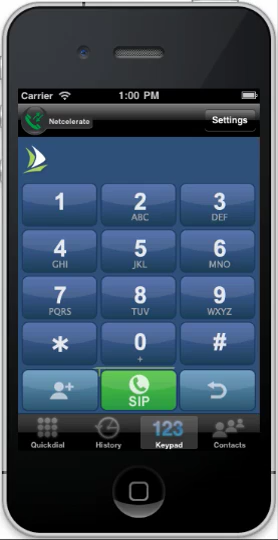 Carrier 1:00 PM
Netcelerate Settings
1 2 3
ABC DEF
4 5 6
GHI JKL MNO
7 8 9
PQRS TUV WXYZ
* 0 #
+
SIP
123
Quickdial History Keypad Contacts